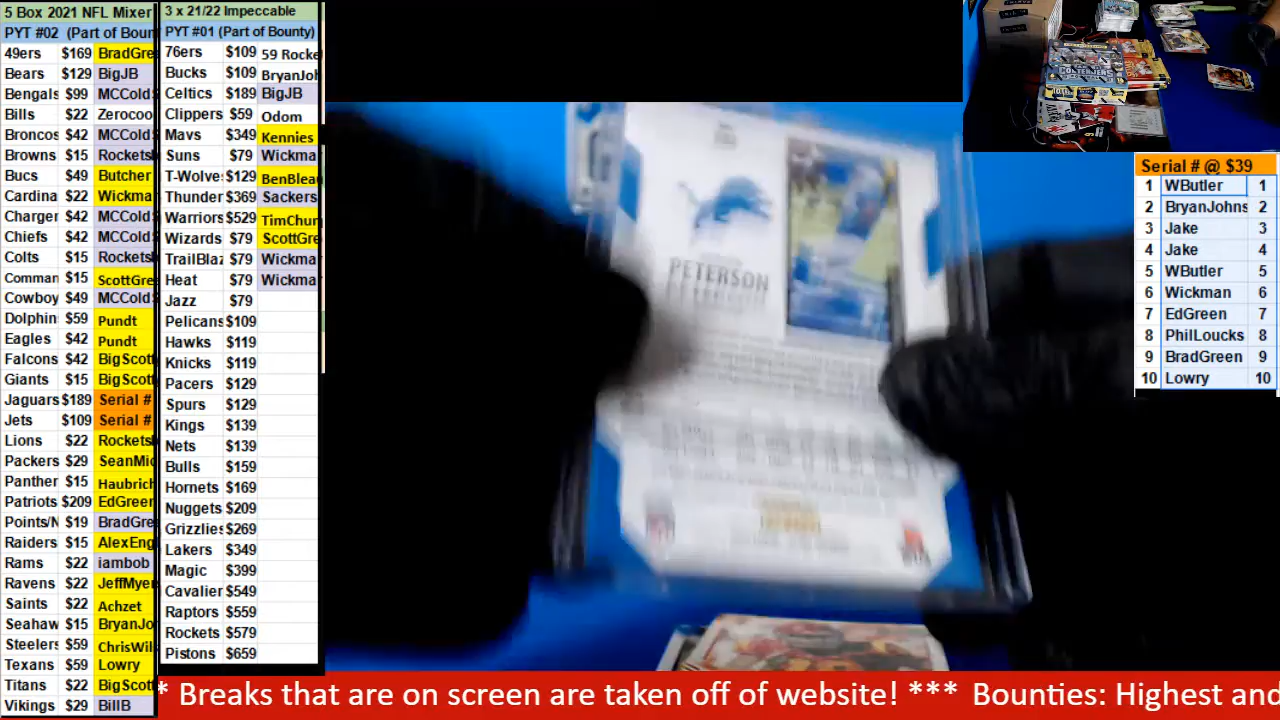 5 Box 2021 NFL Mixer
PYT #02 (Part of Boun
49ers $169 BradGre
Bears $129 BigJB
Bengals $99 MCCold
Bills $22 Zerocoo
Broncos $42 MCCold
Browns $15 Rockets
Bucs $49 Butcher
Cardina $22 Wickma
Charger $42 MCCold
Chiefs $42 MCCold
Colts $15 Rockets
Comman $15 ScottGre
Cowboy $49 MCCold
Dolphin $59 Pundt
Eagles $42 Pundt
Falcons $42 BigScott
Giants $15 BigScott
Jaguars $189 Serial #
Jets $109 Serial #
Lions $22 Rockets
Packers $29 SeanMic
Panther $15 Haubrich
Patriots $209 EdGreen
Points/N $19 BradGre
Raiders $15 AlexEng
Rams $22 iambob
Ravens $22 JeffMyer
Saints $22 Achzet
Seahaw $15 BryanJo
Steelers $59 ChrisWil
Texans $59 Lowry
Titans $22 BigScott
Vikings $29 BillB
3 x 21/22 Impeccable
PYT #01 (Part of Bounty)
76ers $109 59 Rocke
Bucks $109 BryanJoh
Celtics $189 BigJB
Clippers $59 Odom
Mavs $349 Kennies
Suns $79 Wickma
T-Wolve $129 BenBleau
Thunder $369 Sackers
Warriors $529 TimChur
Wizards $79 ScottGre
TrailBlaz $79 Wickma
Heat $79 Wickma
Jazz $79
Pelicans $109
Hawks $119
Knicks $119
Pacers $129
Spurs $129
Kings $139
Nets $139
Bulls $159
Hornets $169
Nuggets $209
Grizzlies $269
Lakers $349
Magic $399
Cavalier $549
Raptors $559
Rockets $579
Pistons $659
PETERSON
CONTENDERS
Serial # @ $39
1 WButler 1
2 BryanJohns 2
3 Jake 3
4 Jake 4
5 WButler 5
6 Wickman 6
7 EdGreen 7
8 PhilLoucks 8
9 BradGreen 9
10 Lowry 10
* Breaks that are on screen are taken off of website! *** Bounties: Highest and